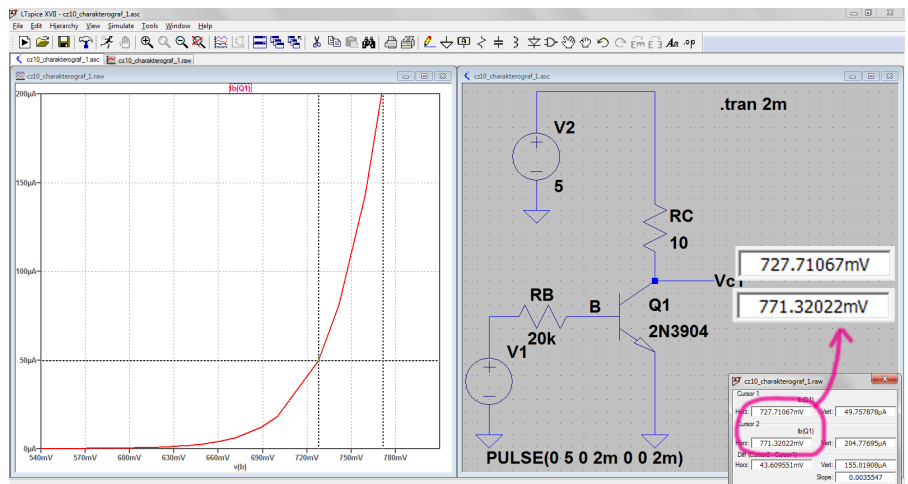 LTspice XVII - cz10_charakterograf_1.asc
File Edit Hierarchy View Simulate Tools Window Help
cz10_charakterograf_1.asc cz10_charakterograf_1.raw
cz10_charakterograf_1.raw
Ib(Q1)
200µA
150µA
100µA
50µA
0µA
540mV 570mV 600mV 630mV 660mV 690mV 720mV 750mV 780mV
V(b)
cz10_charakterograf_1.asc
.tran 2m
V2
5
RC
10
Vc1
RB
20k
B
Q1
2N3904
V1
PULSE(0 5 0 2m 0 0 2m)
727.71067mV
771.32022mV
cz10_charakterograf_1.raw
Cursor 1
Ib(Q1)
Horz: 727.71067mV Vert: 49.757878µA
Cursor 2
Ib(Q1)
Horz: 771.32022mV Vert: 204.77695µA
Diff (Cursor2 - Cursor1)
Horz: 43.609551mV Vert: 155.01908µA
Slope: 0.0035547